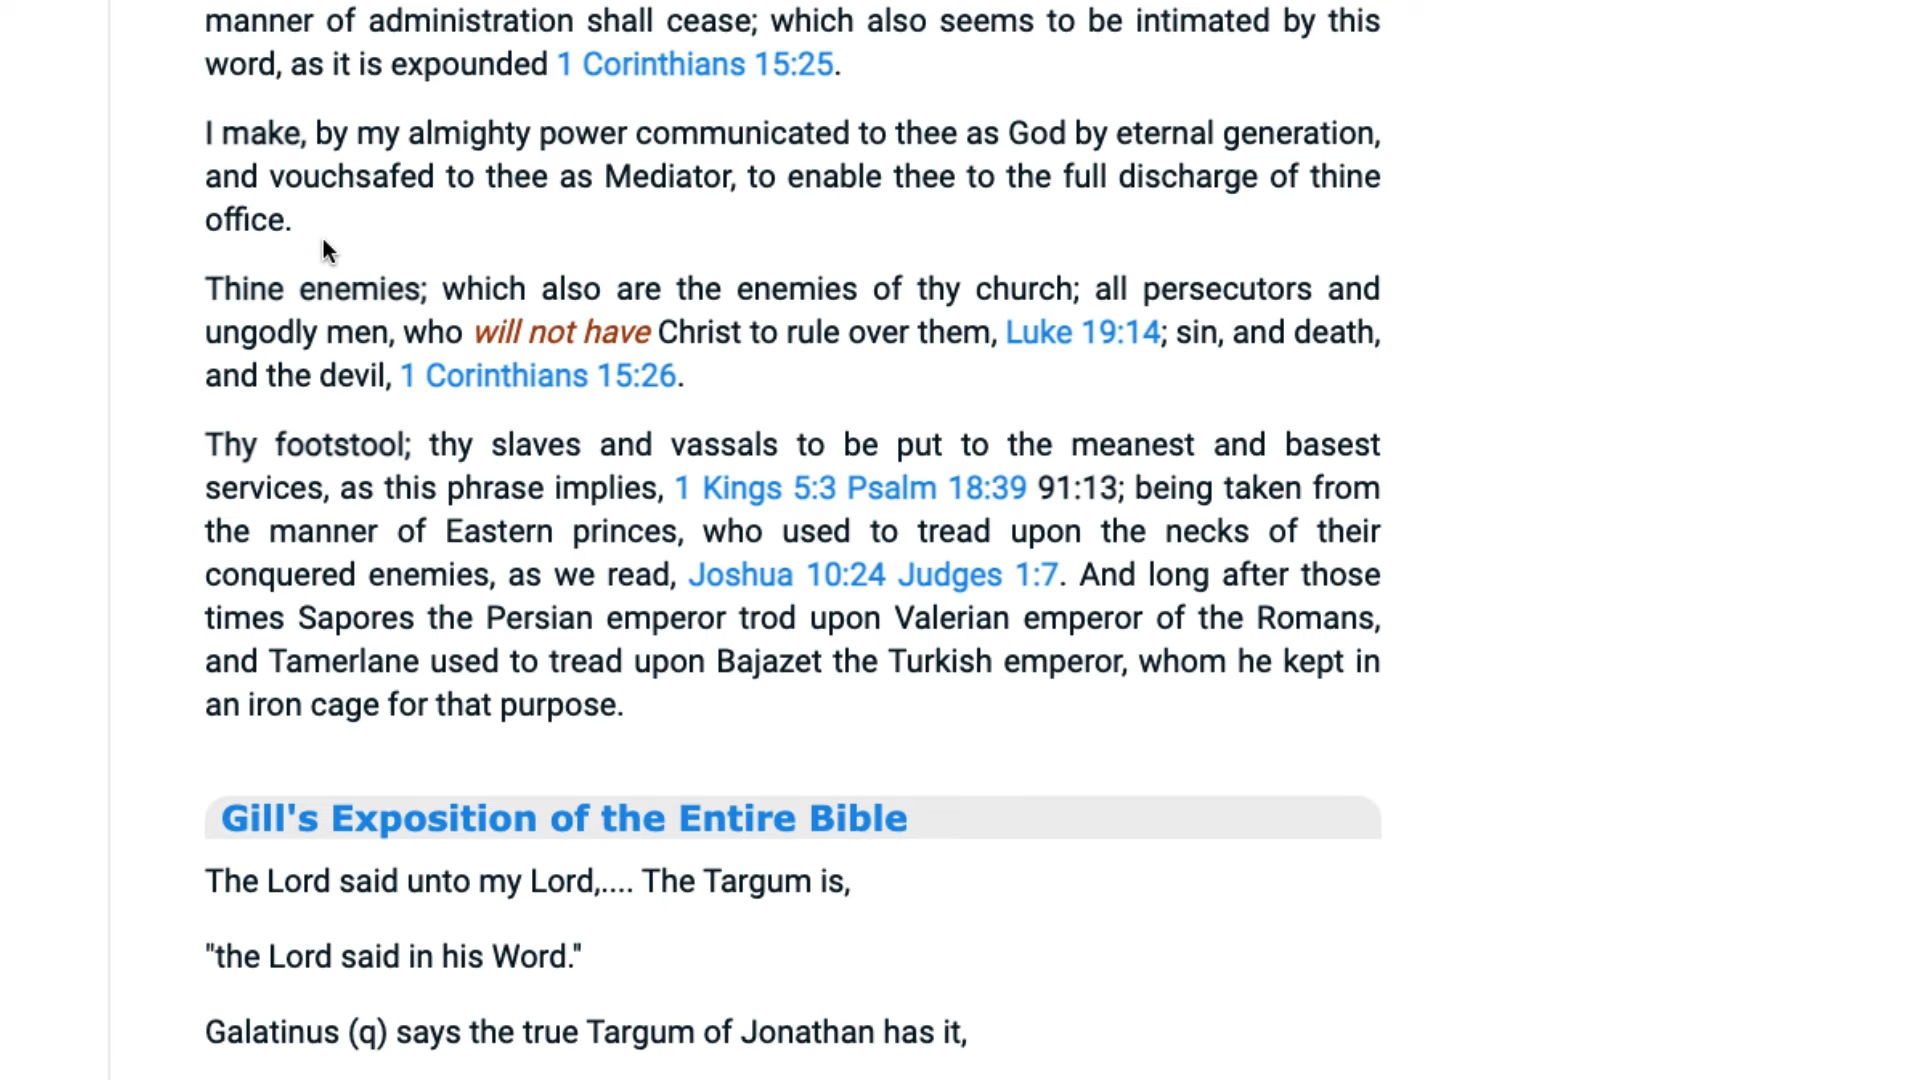 manner of administration shall cease; which also seems to be intimated by this
word, as it is expounded 1 Corinthians 15:25.
I make, by my almighty power communicated to thee as God by eternal generation,
and vouchsafed to thee as Mediator, to enable thee to the full discharge of thine
office.
Thine enemies; which also are the enemies of thy church; all persecutors and
ungodly men, who will not have Christ to rule over them, Luke 19:14; sin, and death,
and the devil, 1 Corinthians 15:26.
Thy footstool; thy slaves and vassals to be put to the meanest and basest
services, as this phrase implies, 1 Kings 5:3 Psalm 18:39 91:13; being taken from
the manner of Eastern princes, who used to tread upon the necks of their
conquered enemies, as we read, Joshua 10:24 Judges 1:7. And long after those
times Sapores the Persian emperor trod upon Valerian emperor of the Romans,
and Tamerlane used to tread upon Bajazet the Turkish emperor, whom he kept in
an iron cage for that purpose.
Gill's Exposition of the Entire Bible
The Lord said unto my Lord,.... The Targum is,
"the Lord said in his Word."
Galatinus (q) says the true Targum of Jonathan has it,